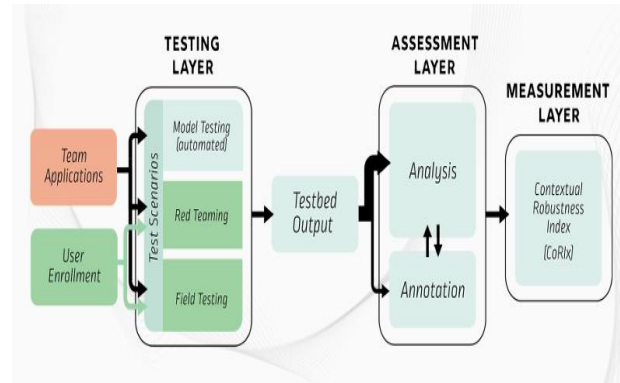 TESTING
LAYER
ASSESSMENT
LAYER
MEASUREMENT
LAYER
Team
Applications
User
Enrollment
Test Scenarios
Model Testing
(automated)
Red Teaming
Field Testing
Testbed
Output
Analysis
Annotation
Contextual
Robustness
Index
(CoRIx)